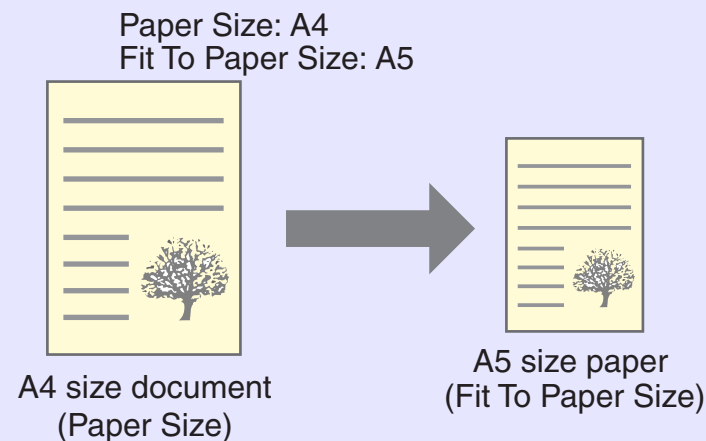 Paper Size: A4
Fit To Paper Size: A5
A4 size document
(Paper Size)
A5 size paper
(Fit To Paper Size)